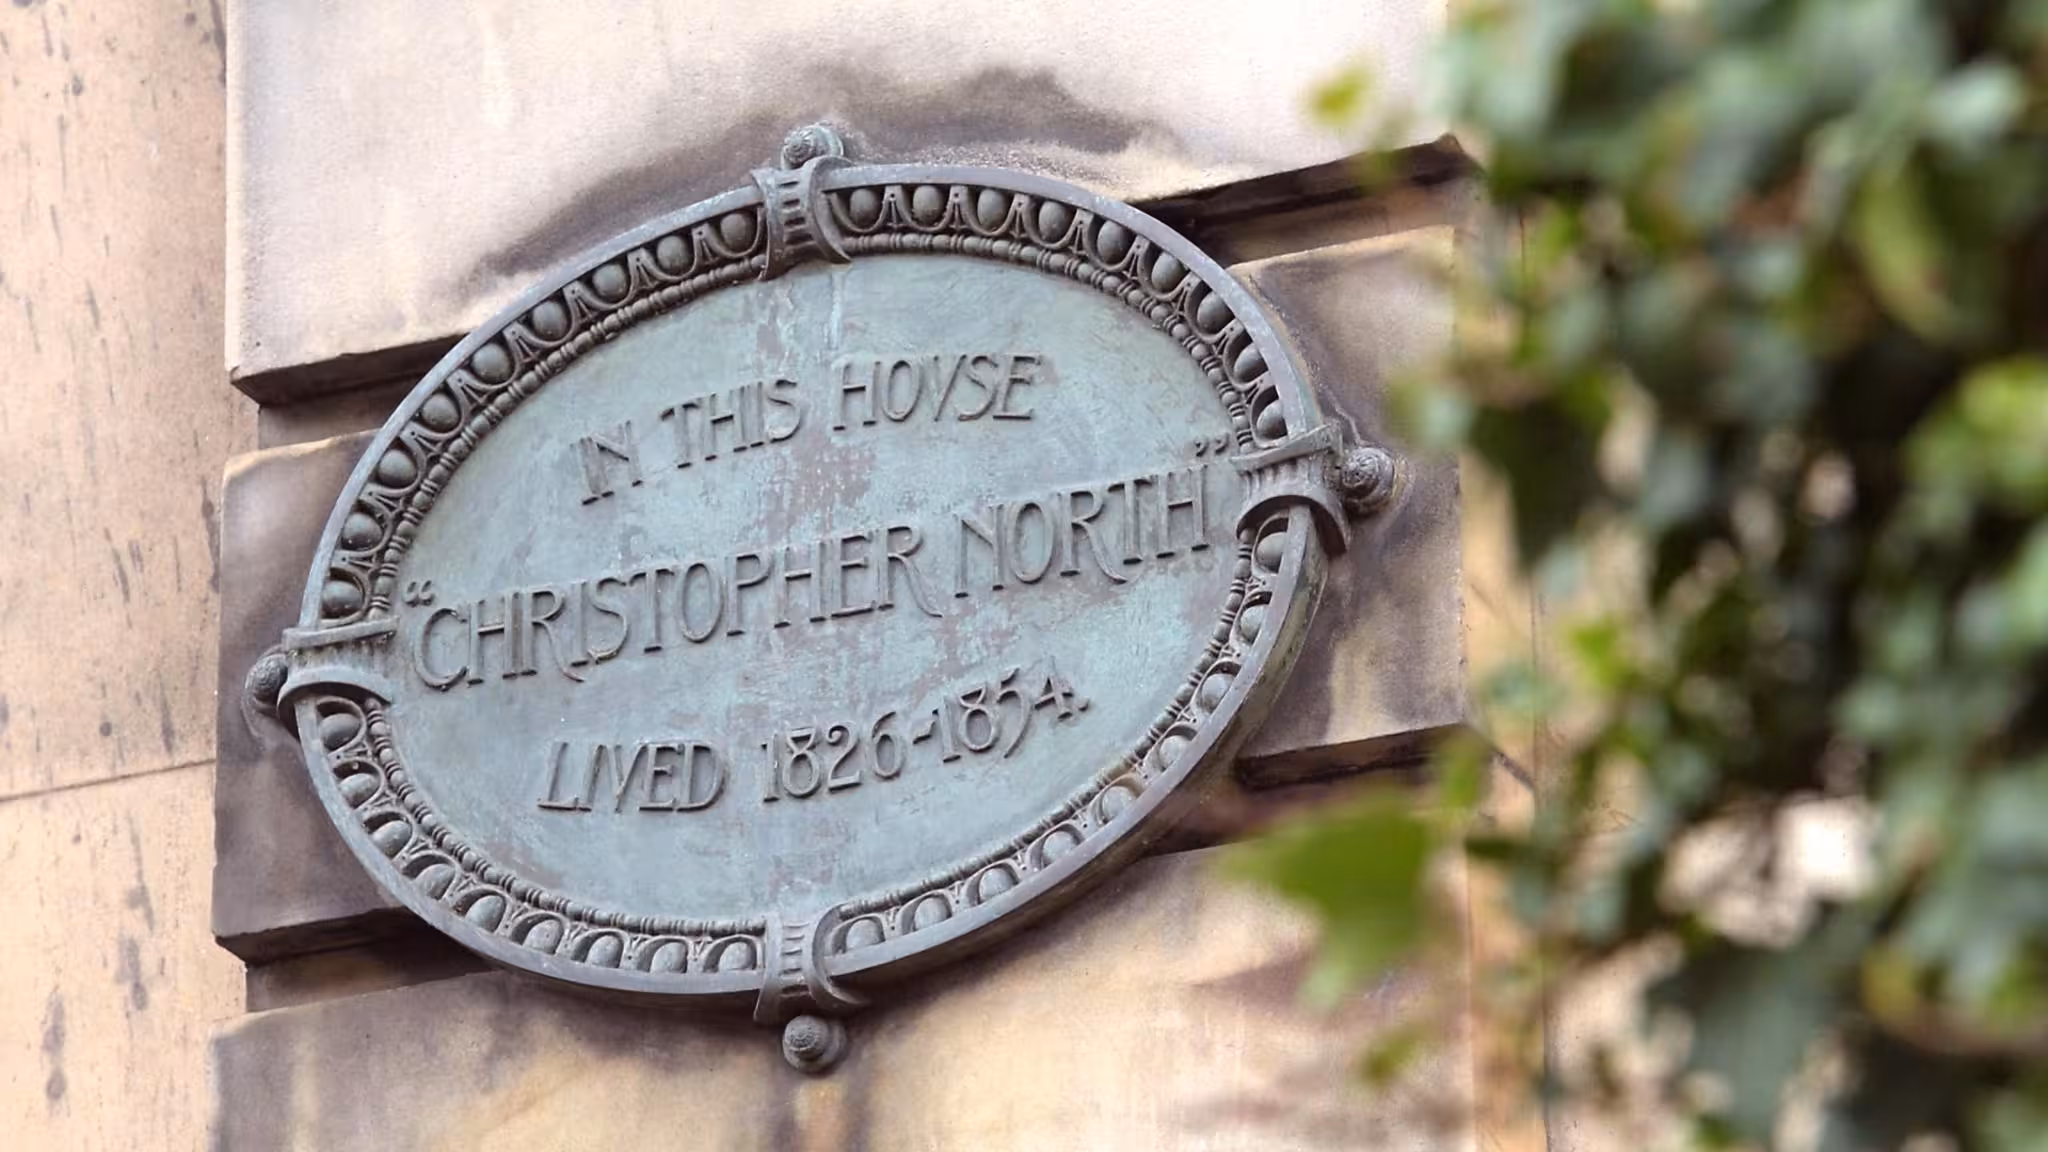 IN THIS HOVSE
“CHRISTOPHER NORTH”
LIVED 1826-1854.